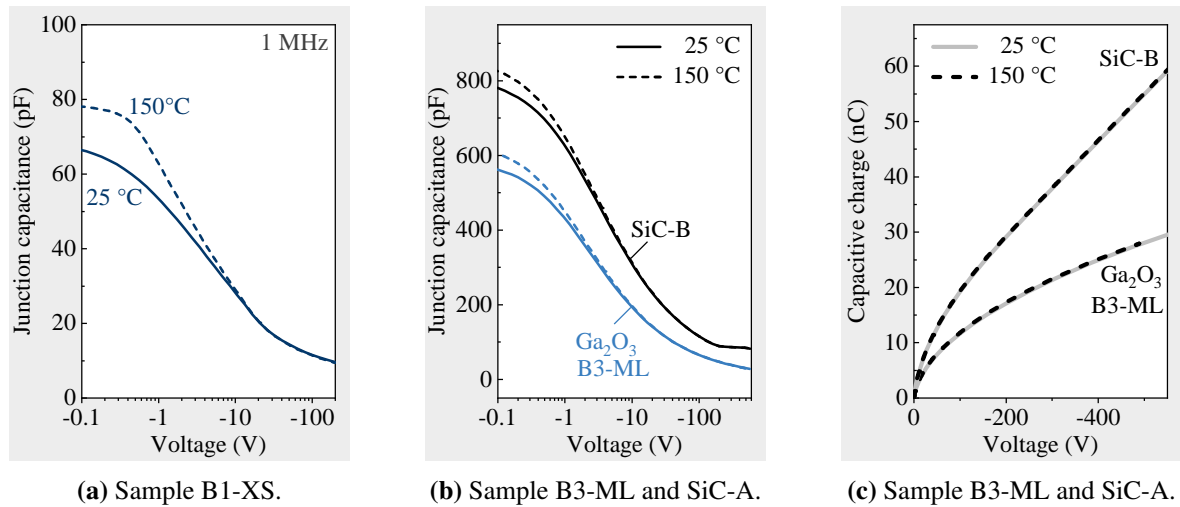 100
80
60
40
20
0
Junction capacitance (pF)
1 MHz
150°C
25 °C
-0.1
-1
-10
-100
Voltage (V)
(a) Sample B1-XS.
800
600
400
200
0
Junction capacitance (pF)
25 °C
150 °C
SiC-B
Ga₂O₃
B3-ML
-0.1
-1
-10
-100
Voltage (V)
(b) Sample B3-ML and SiC-A.
60
50
40
30
20
10
0
Capacitive charge (nC)
25 °C
150 °C
SiC-B
Ga₂O₃
B3-ML
0
-200
-400
Voltage (V)
(c) Sample B3-ML and SiC-A.